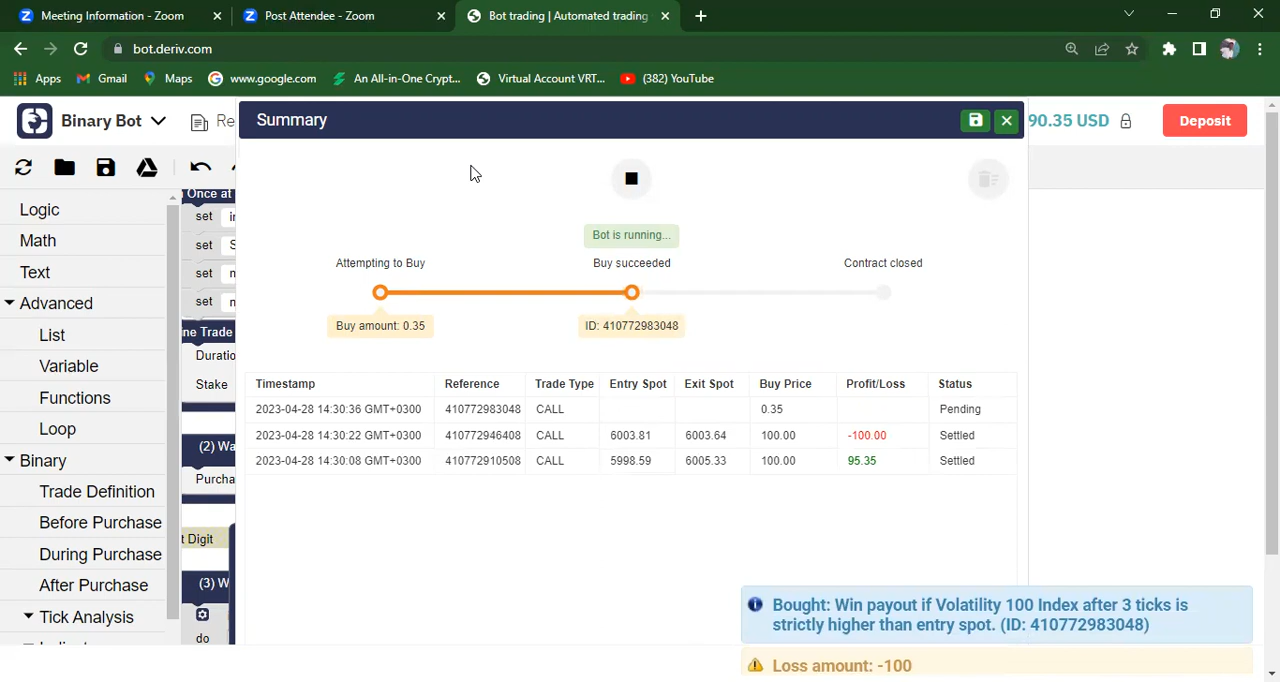 Meeting Information - Zoom
Post Attendee - Zoom
Bot trading | Automated trading
bot.deriv.com
Apps Gmail Maps www.google.com An All-in-One Crypt... Virtual Account VRT... (382) YouTube
Binary Bot
Re
Summary
90.35 USD
Deposit
Logic
Math
Text
Advanced
List
Variable
Functions
Loop
Binary
Trade Definition
Before Purchase
During Purchase
After Purchase
Tick Analysis
Once at
set in
set S
set n
set n
ne Trade
Duratio
Stake
(2) Wa
Purcha
t Digit
(3) W
do
Bot is running...
Attempting to Buy Buy succeeded Contract closed
Buy amount: 0.35 ID: 410772983048
Timestamp Reference Trade Type Entry Spot Exit Spot Buy Price Profit/Loss Status
2023-04-28 14:30:36 GMT+0300 410772983048 CALL 0.35 Pending
2023-04-28 14:30:22 GMT+0300 410772946408 CALL 6003.81 6003.64 100.00 -100.00 Settled
2023-04-28 14:30:08 GMT+0300 410772910508 CALL 5998.59 6005.33 100.00 95.35 Settled
Bought: Win payout if Volatility 100 Index after 3 ticks is
strictly higher than entry spot. (ID: 410772983048)
Loss amount: -100